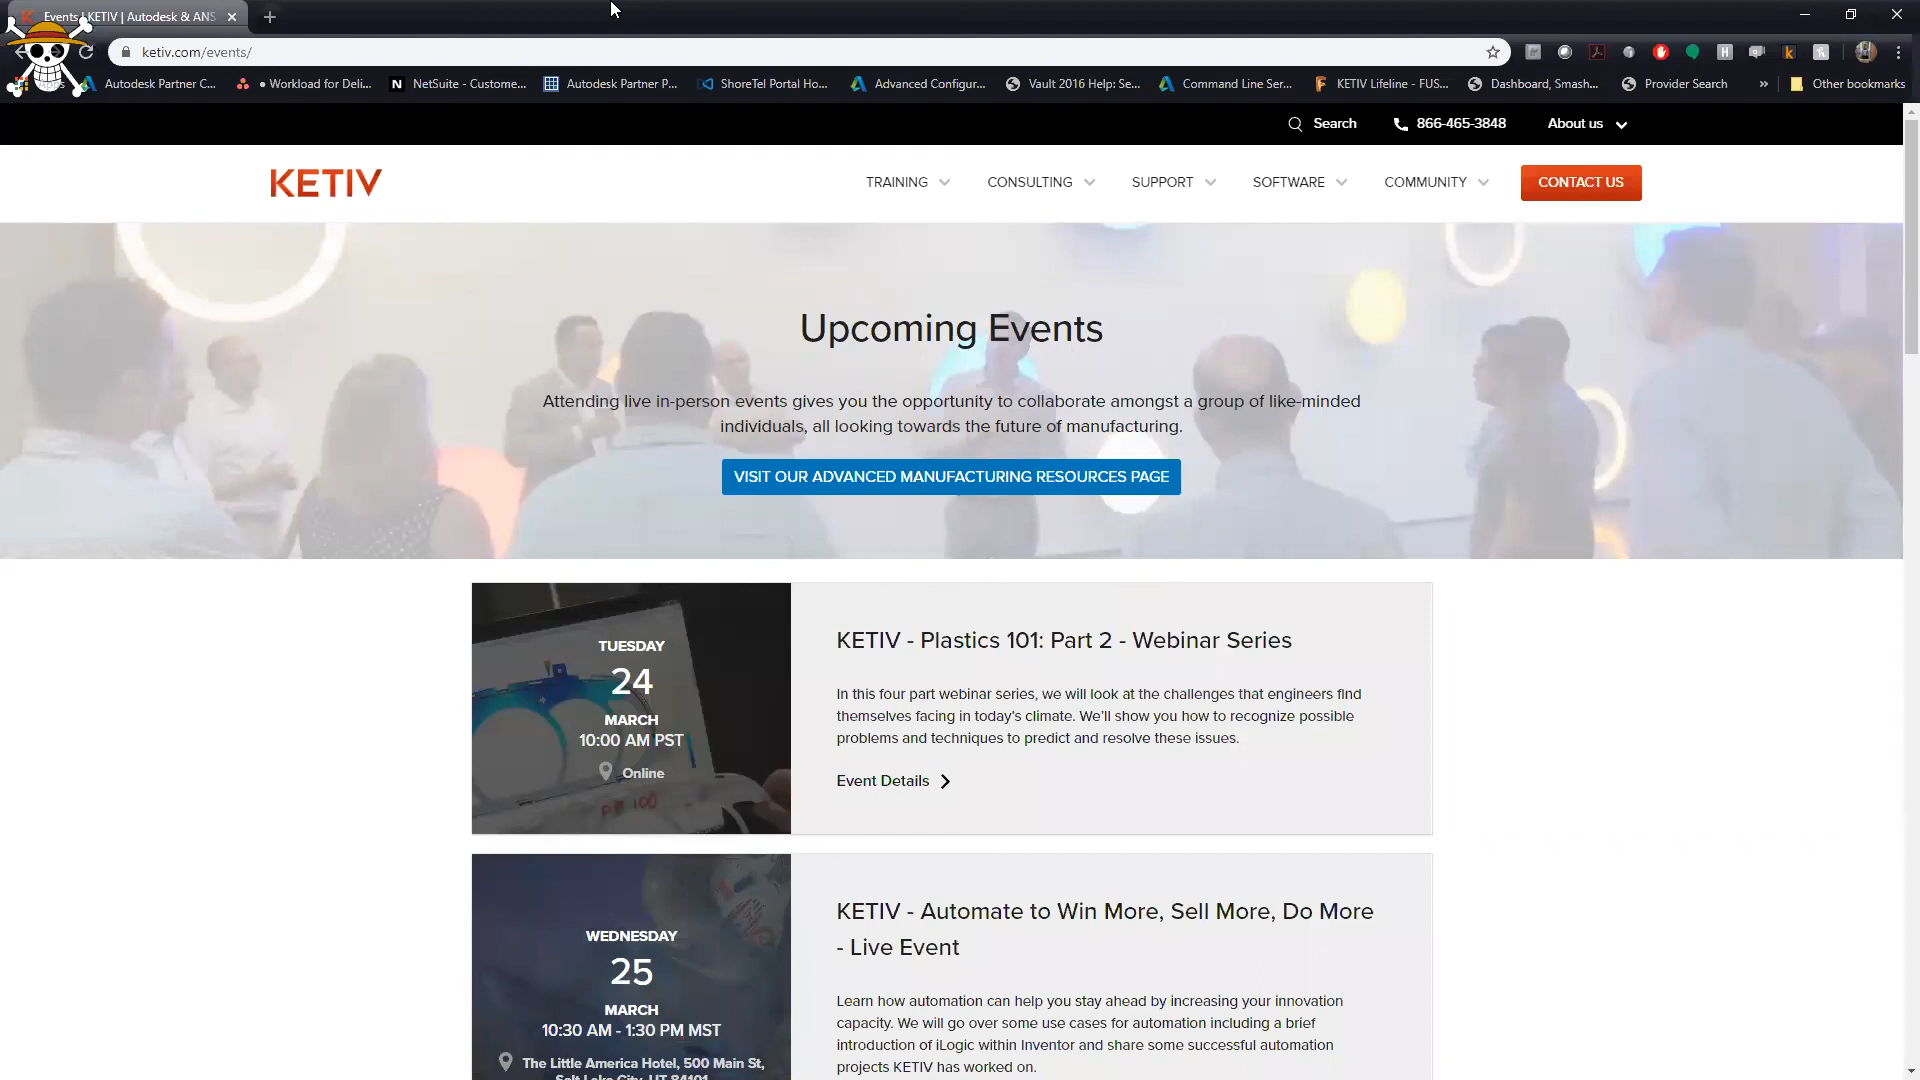 Events | KETIV | Autodesk & ANS
ketiv.com/events/
Apps
Autodesk Partner C...
• Workload for Deli...
NetSuite - Custome...
Autodesk Partner P...
ShoreTel Portal Ho...
Advanced Configur...
Vault 2016 Help: Se...
Command Line Ser...
KETIV Lifeline - FUS...
Dashboard, Smash...
Provider Search
»
Other bookmarks
Search
866-465-3848
About us
KETIV
TRAINING
CONSULTING
SUPPORT
SOFTWARE
COMMUNITY
CONTACT US
Upcoming Events
Attending live in-person events gives you the opportunity to collaborate amongst a group of like-minded
individuals, all looking towards the future of manufacturing.
VISIT OUR ADVANCED MANUFACTURING RESOURCES PAGE
TUESDAY
24
MARCH
10:00 AM PST
Online
KETIV - Plastics 101: Part 2 - Webinar Series
In this four part webinar series, we will look at the challenges that engineers find
themselves facing in today's climate. We'll show you how to recognize possible
problems and techniques to predict and resolve these issues.
Event Details
WEDNESDAY
25
MARCH
10:30 AM - 1:30 PM MST
The Little America Hotel, 500 Main St,
Salt Lake City, UT 84101
KETIV - Automate to Win More, Sell More, Do More
- Live Event
Learn how automation can help you stay ahead by increasing your innovation
capacity. We will go over some use cases for automation including a brief
introduction of iLogic within Inventor and share some successful automation
projects KETIV has worked on.